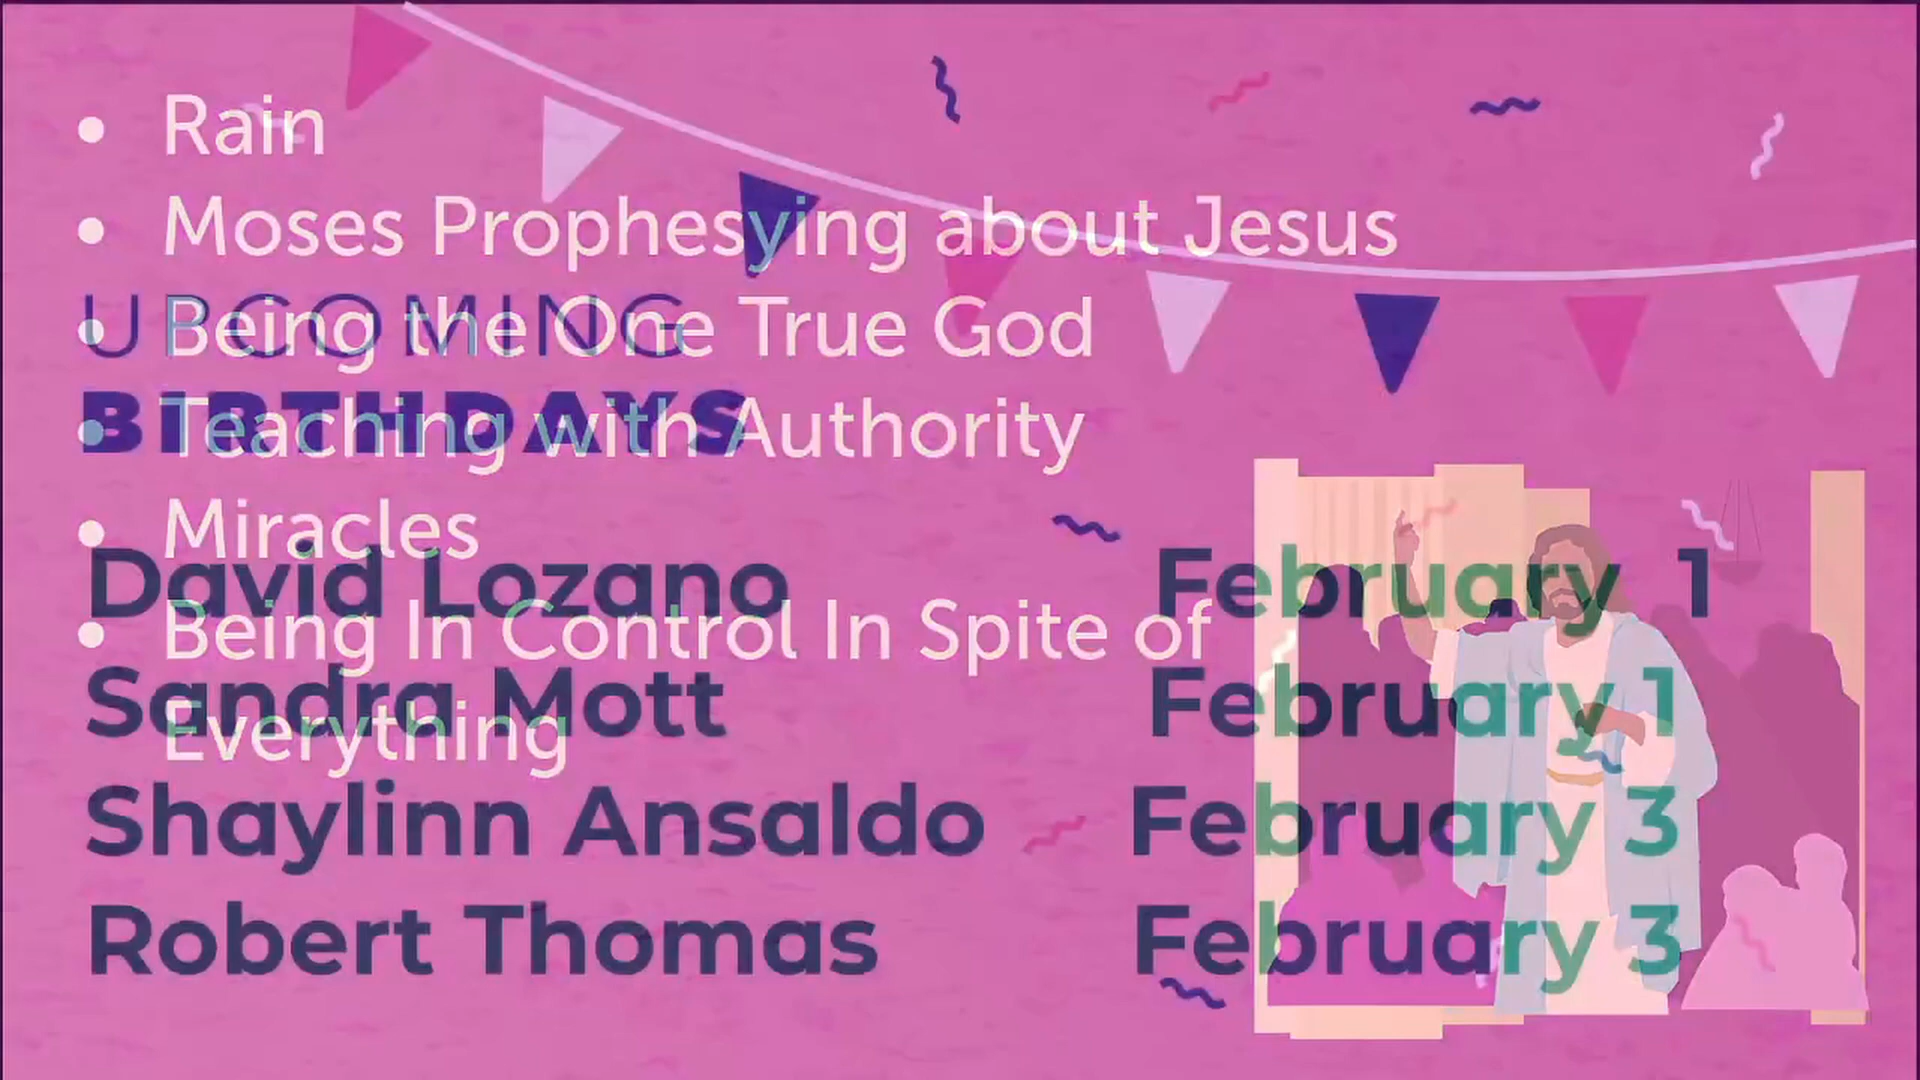 • Rain
• Moses Prophesying about Jesus
• Being the One True God
• Teaching with Authority
• Miracles
• Being In Control In Spite of
Everything
UPCOMING
BIRTHDAYS
David Lozano February 1
Sandra Mott February 1
Shaylinn Ansaldo February 3
Robert Thomas February 3